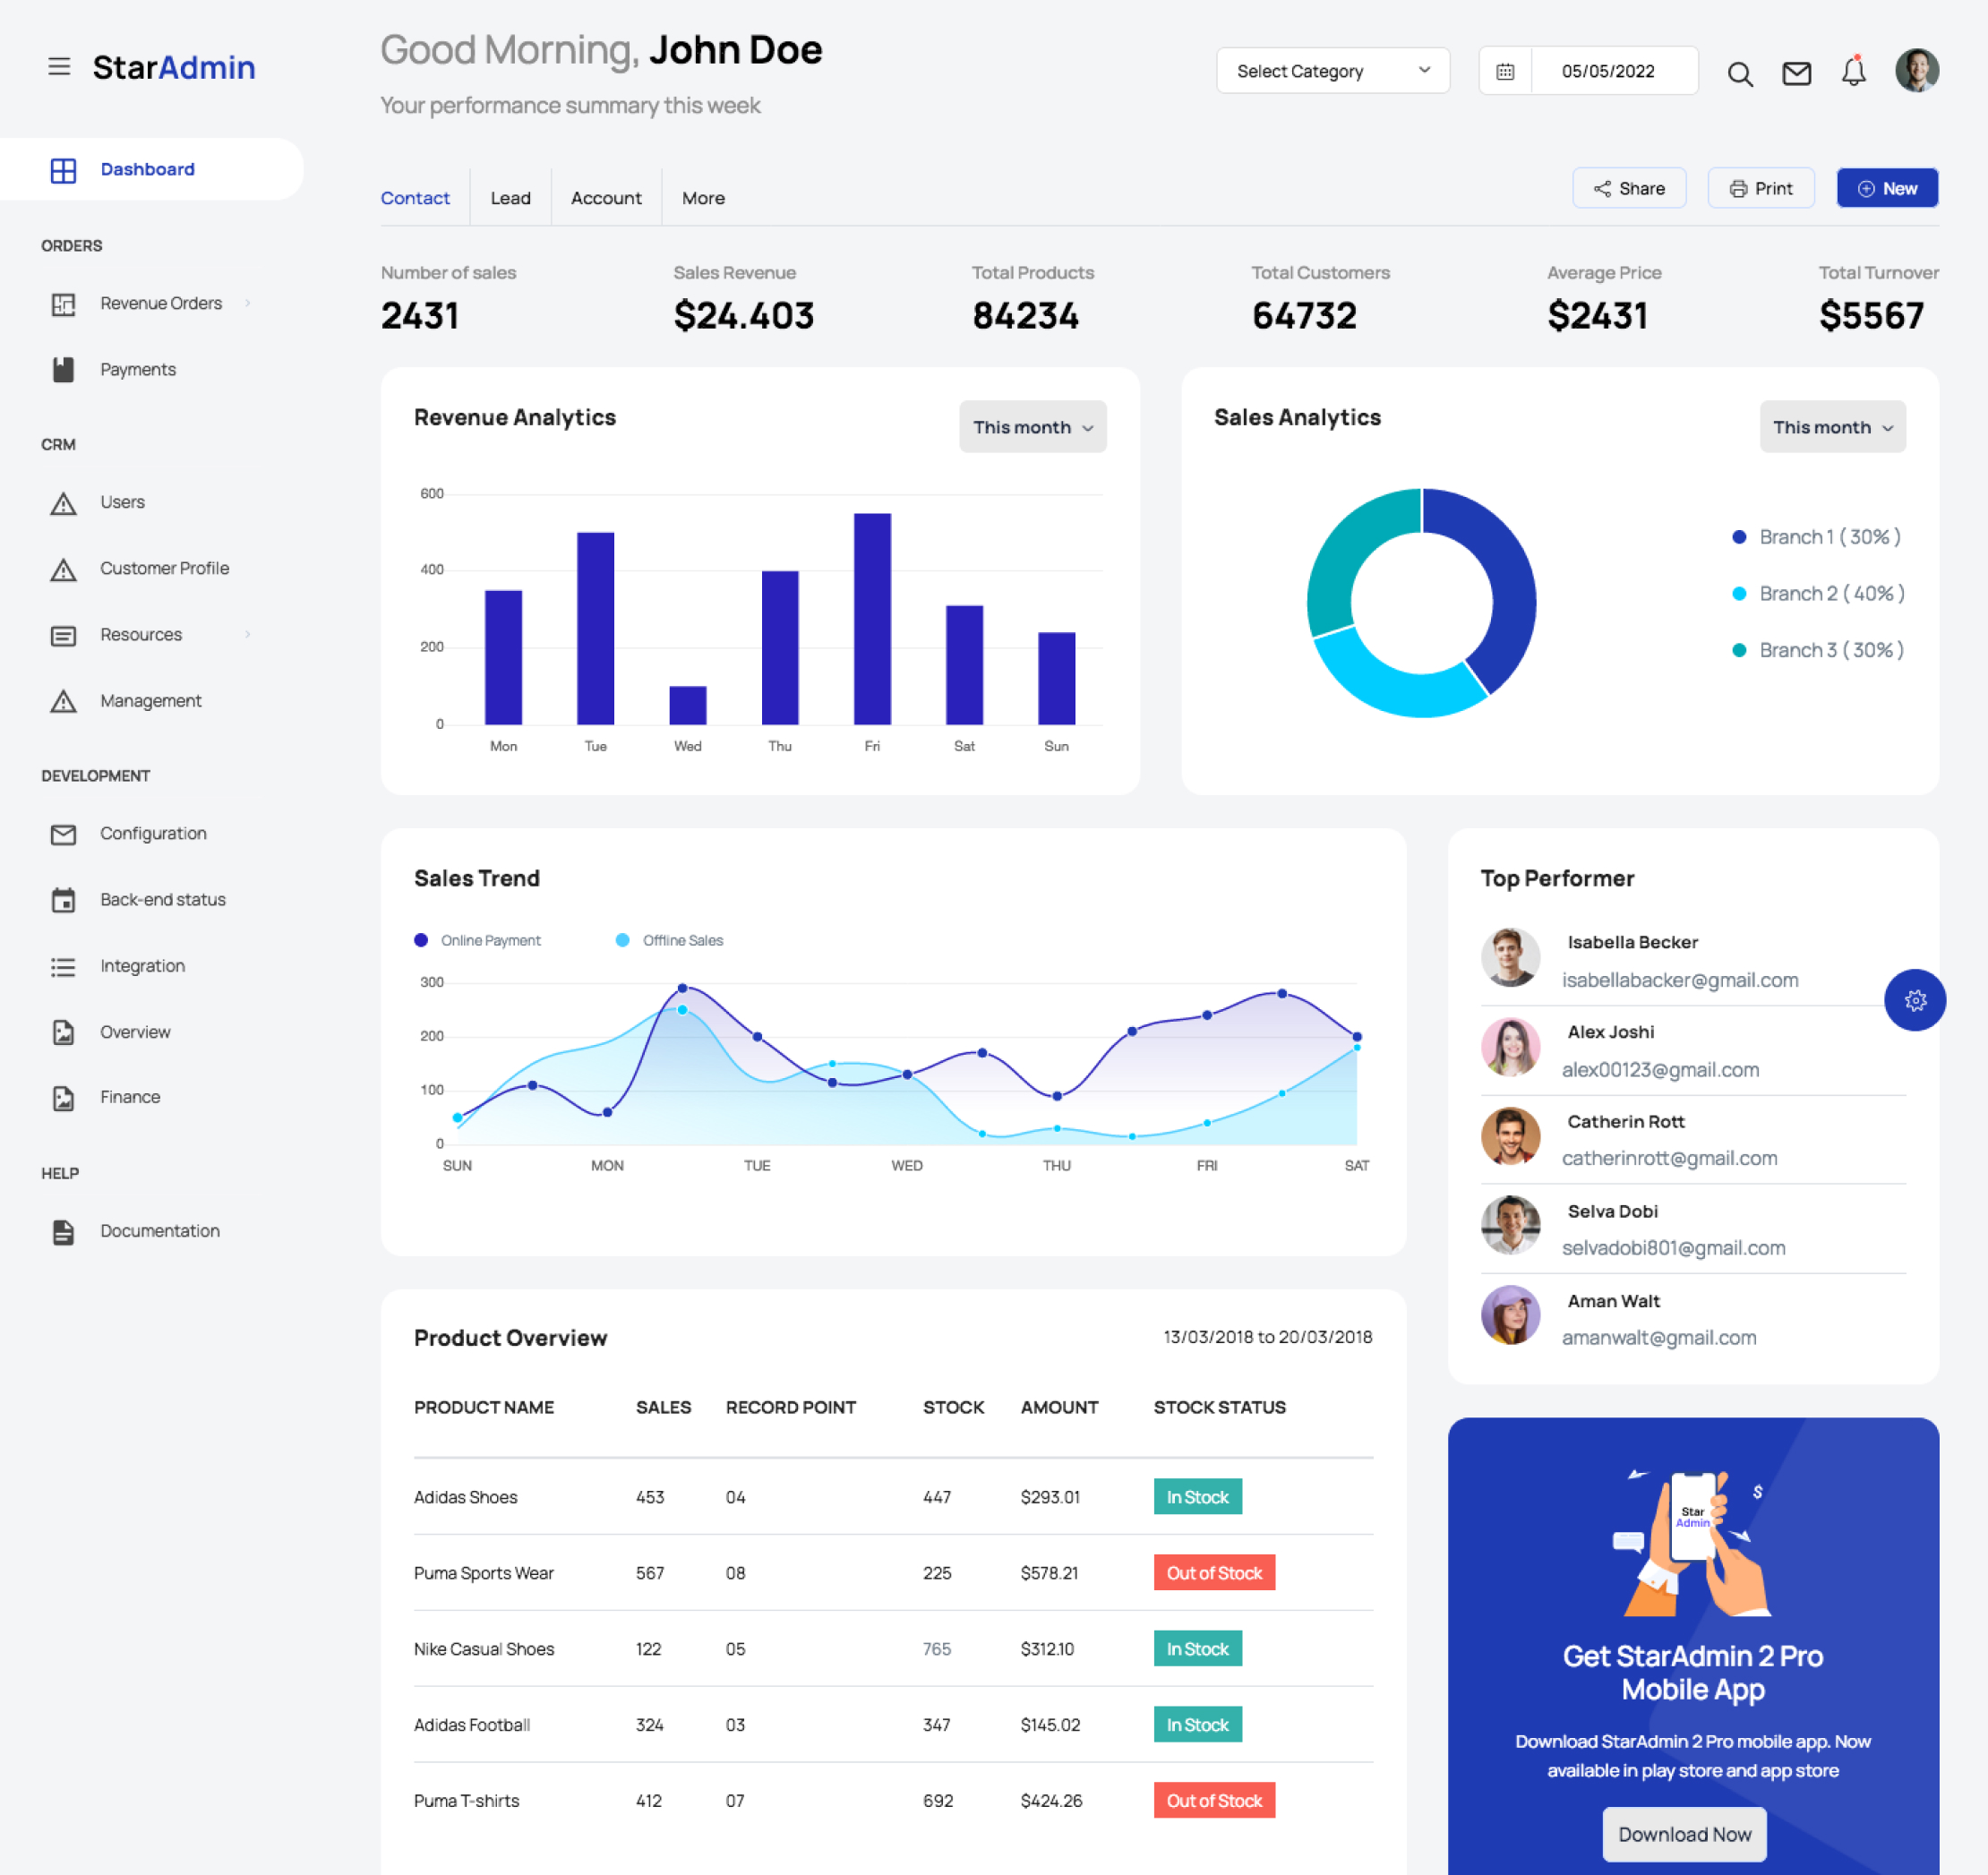 StarAdmin
Good Morning, John Doe
Your performance summary this week
Select Category
05/05/2022
Dashboard
ORDERS
Revenue Orders
Payments
CRM
Users
Customer Profile
Resources
Management
DEVELOPMENT
Configuration
Back-end status
Integration
Overview
Finance
HELP
Documentation
Contact
Lead
Account
More
Share
Print
New
Number of sales
2431
Sales Revenue
$24.403
Total Products
84234
Total Customers
64732
Average Price
$2431
Total Turnover
$5567
Revenue Analytics
This month
600
400
200
0
Mon
Tue
Wed
Thu
Fri
Sat
Sun
Sales Analytics
This month
Branch 1 ( 30% )
Branch 2 ( 40% )
Branch 3 ( 30% )
Sales Trend
Online Payment
Offline Sales
300
200
100
0
SUN
MON
TUE
WED
THU
FRI
SAT
Top Performer
Isabella Becker
isabellabacker@gmail.com
Alex Joshi
alex00123@gmail.com
Catherin Rott
catherinrott@gmail.com
Selva Dobi
selvadobi801@gmail.com
Aman Walt
amanwalt@gmail.com
Product Overview
13/03/2018 to 20/03/2018
PRODUCT NAME SALES RECORD POINT STOCK AMOUNT STOCK STATUS
Adidas Shoes 453 04 447 $293.01 In Stock
Puma Sports Wear 567 08 225 $578.21 Out of Stock
Nike Casual Shoes 122 05 765 $312.10 In Stock
Adidas Football 324 03 347 $145.02 In Stock
Puma T-shirts 412 07 692 $424.26 Out of Stock
$
Star
Admin
Get StarAdmin 2 Pro
Mobile App
Download StarAdmin 2 Pro mobile app. Now
available in play store and app store
Download Now